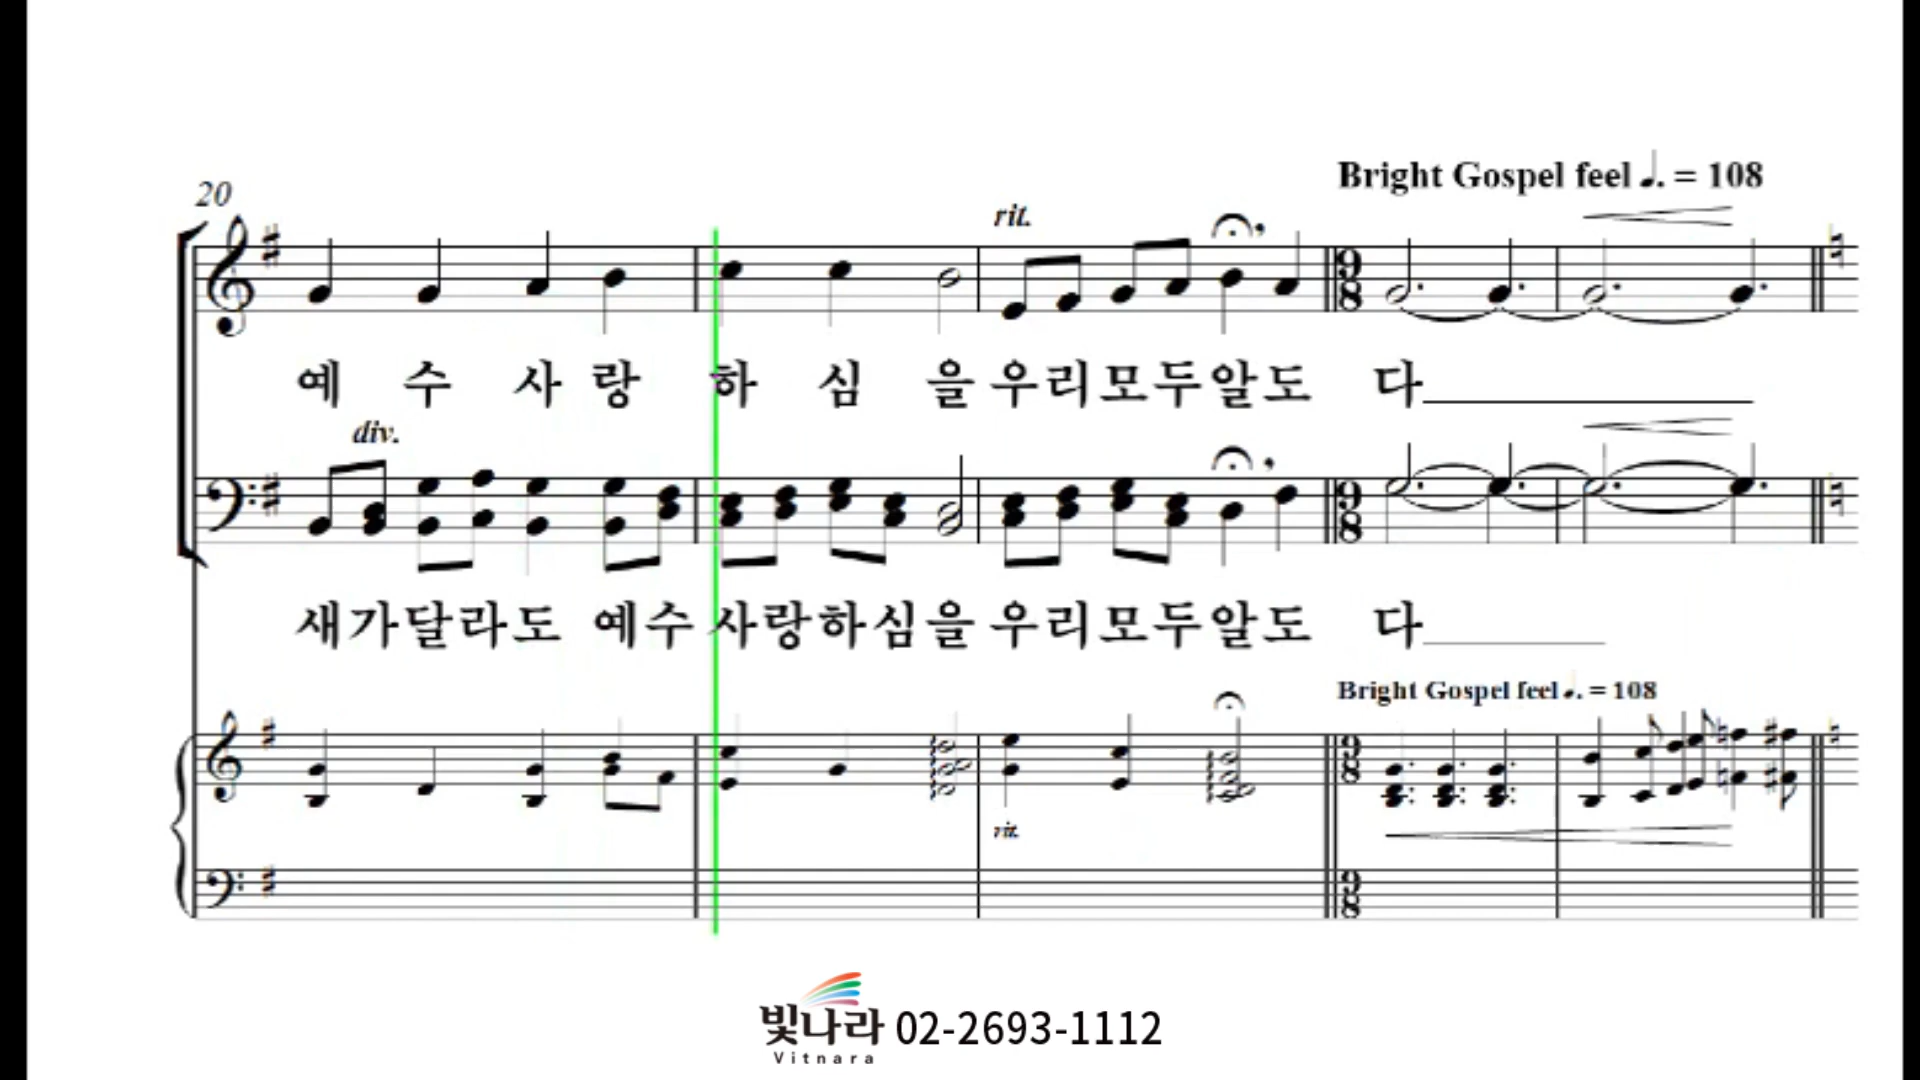 Bright Gospel feel ♩. = 108
20
rit.
예 수 사 랑 하 심 을 우리모두알도 다
div.
새가달라도 예수 사랑하심을 우리모두알도 다
Bright Gospel feel ♩. = 108
rit.
빛나라 02-2693-1112
Vitnara